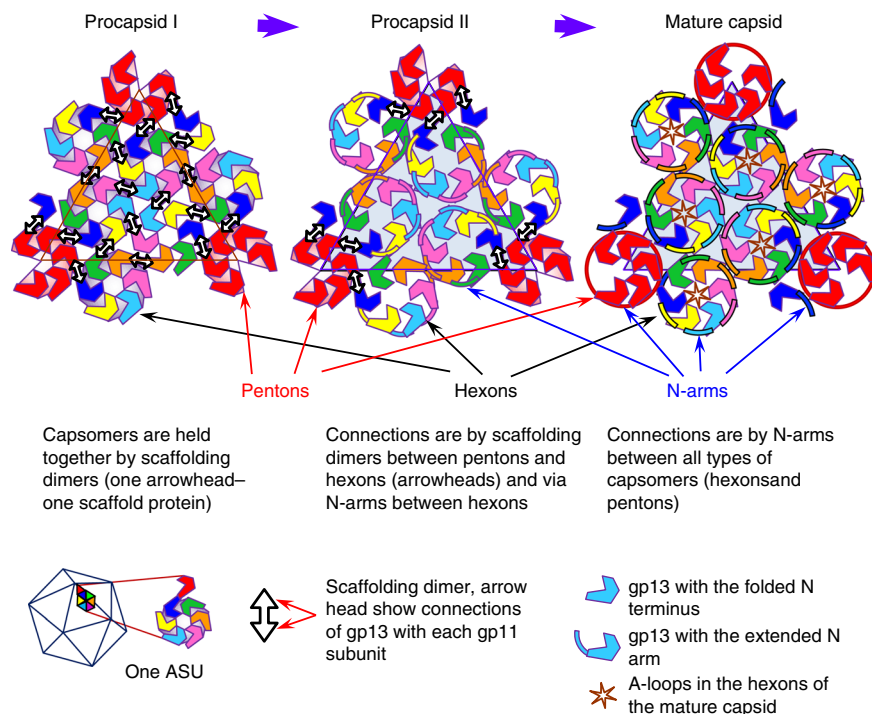 Procapsid I
Procapsid II
Mature capsid
Pentons
Hexons
N-arms
Capsomers are held
together by scaffolding
dimers (one arrowhead–
one scaffold protein)
Connections are by scaffolding
dimers between pentons and
hexons (arrowheads) and via
N-arms between hexons
Connections are by N-arms
between all types of
capsomers (hexonsand
pentons)
One ASU
Scaffolding dimer, arrow
head show connections
of gp13 with each gp11
subunit
gp13 with the folded N
terminus
gp13 with the extended N
arm
A-loops in the hexons of
the mature capsid